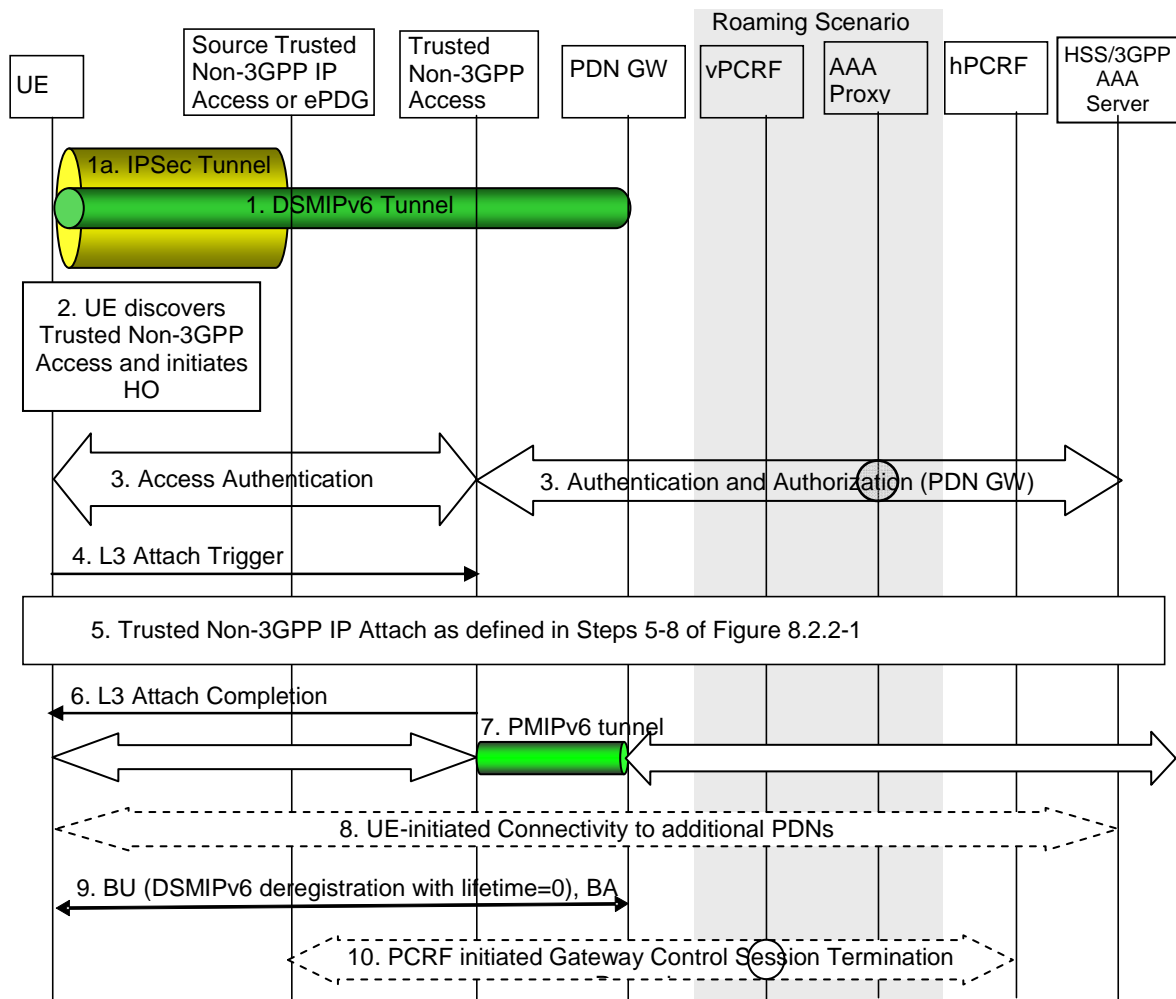 Roaming Scenario
UE
Source Trusted
Non-3GPP IP
Access or ePDG
Trusted
Non-3GPP
Access
PDN GW
vPCRF
AAA
Proxy
hPCRF
HSS/3GPP
AAA
Server
1a. IPSec Tunnel
1. DSMIPv6 Tunnel
2. UE discovers
Trusted Non-3GPP
Access and initiates
HO
3. Access Authentication
3. Authentication and Authorization (PDN GW)
4. L3 Attach Trigger
5. Trusted Non-3GPP IP Attach as defined in Steps 5-8 of Figure 8.2.2-1
6. L3 Attach Completion
7. PMIPv6 tunnel
8. UE-initiated Connectivity to additional PDNs
9. BU (DSMIPv6 deregistration with lifetime=0), BA
10. PCRF initiated Gateway Control Session Termination